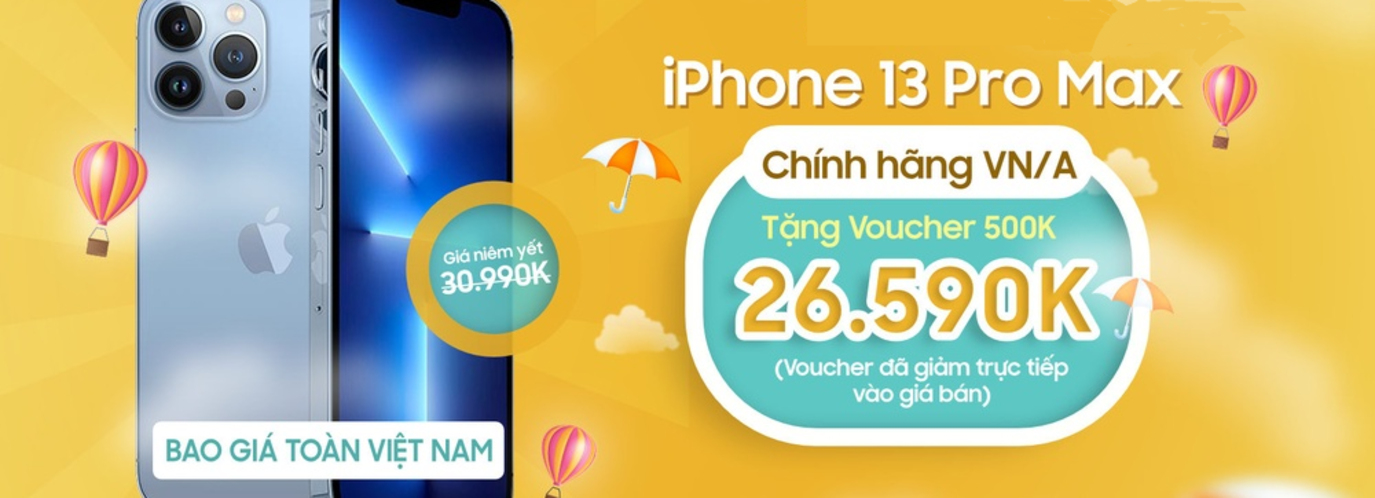 iPhone 13 Pro Max
Chính hãng VN/A
Tặng Voucher 500K
26.590K
(Voucher đã giảm trực tiếp
vào giá bán)
Giá niêm yết
30.990K
BAO GIÁ TOÀN VIỆT NAM